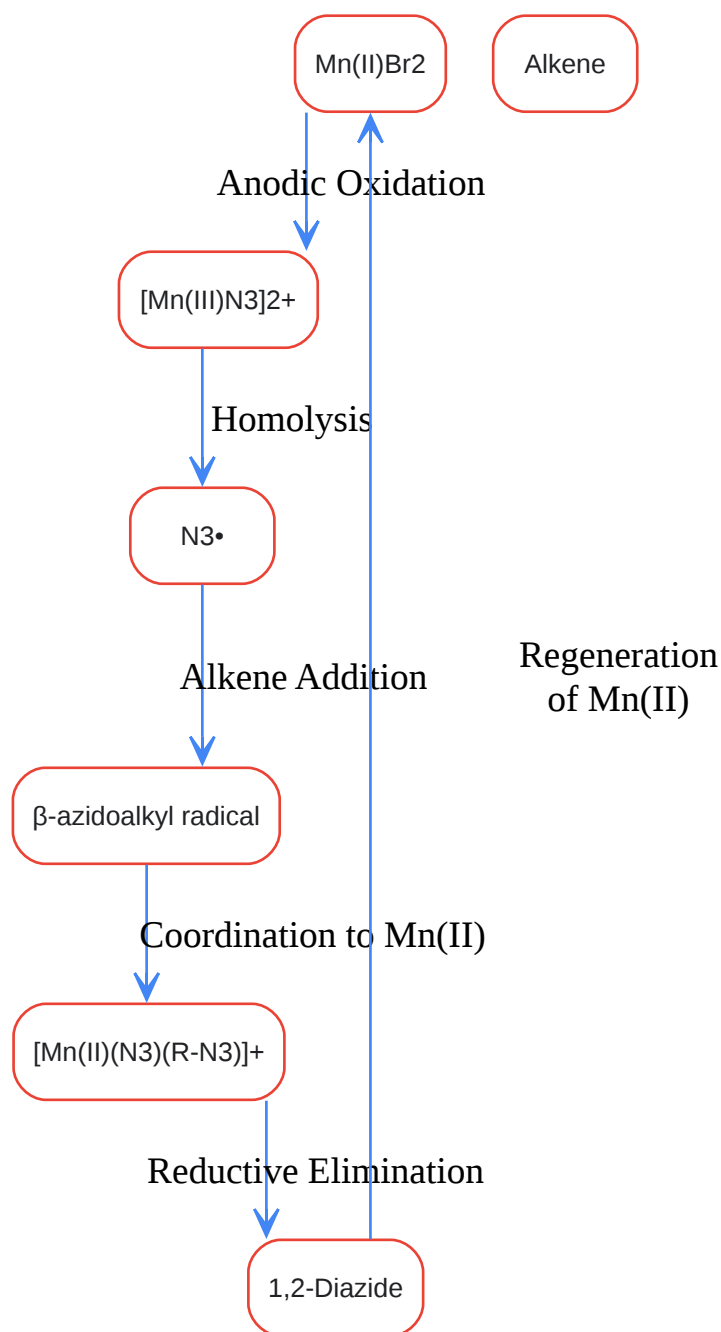 Mn(II)Br2
Alkene
Anodic Oxidation
[Mn(III)N3]2+
Homolysis
N3•
Regeneration
of Mn(II)
Alkene Addition
β-azidoalkyl radical
Coordination to Mn(II)
[Mn(II)(N3)(R-N3)]+
Reductive Elimination
1,2-Diazide